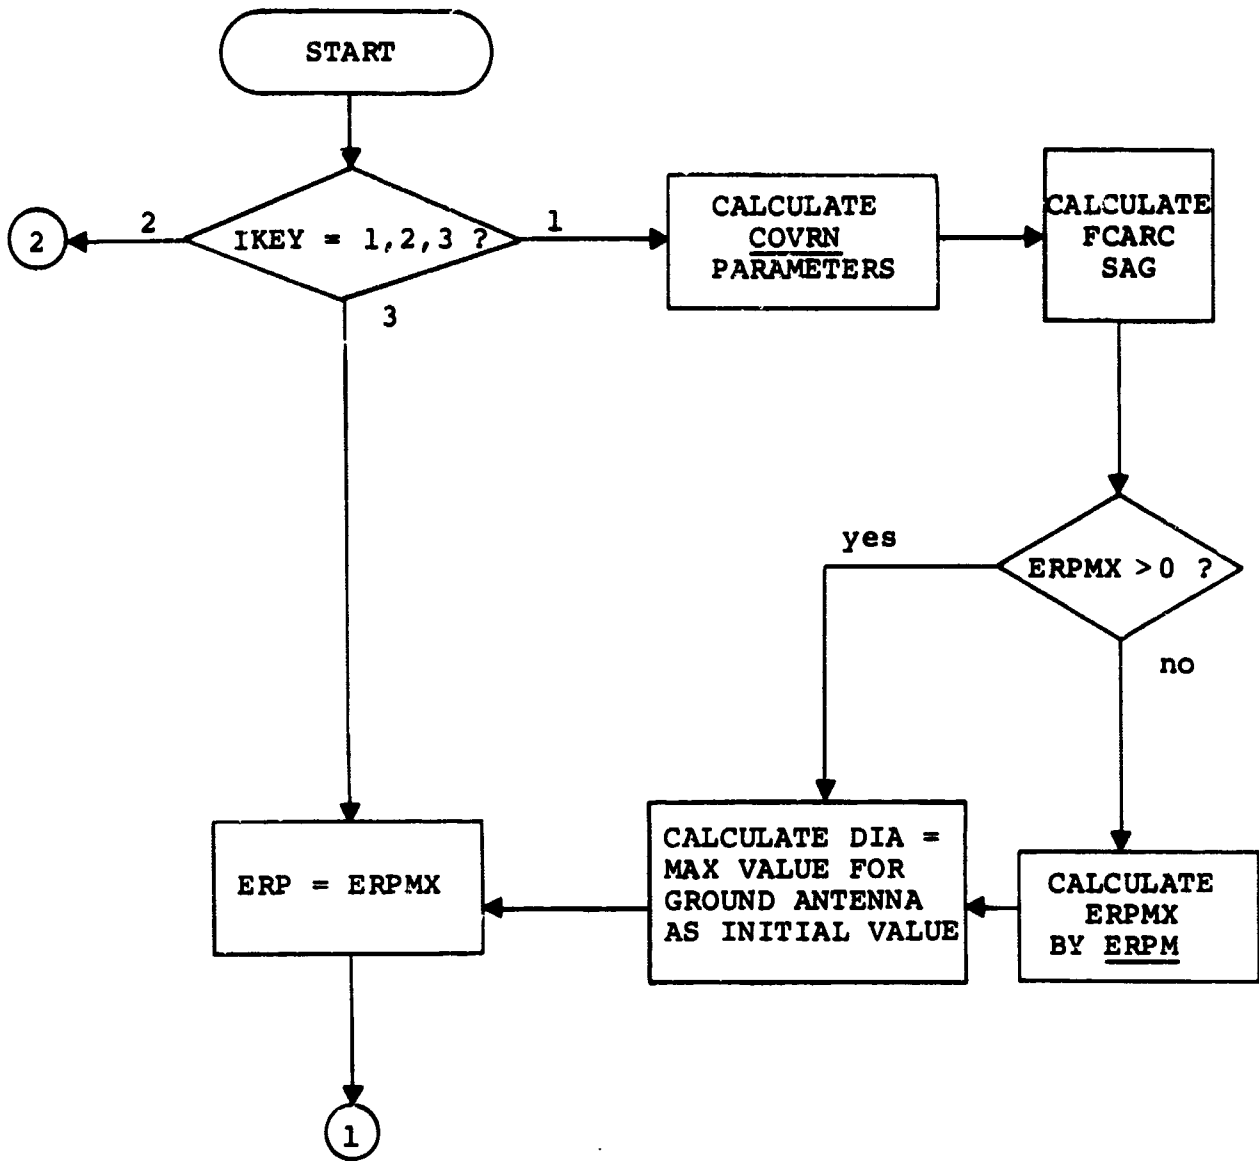 START
2
2
IKEY = 1,2,3 ?
1
3
CALCULATE
COVRN
PARAMETERS
CALCULATE
FCARC
SAG
yes
ERPMX >0 ?
no
ERP = ERPMX
CALCULATE DIA =
MAX VALUE FOR
GROUND ANTENNA
AS INITIAL VALUE
CALCULATE
ERPMX
BY ERPM
1